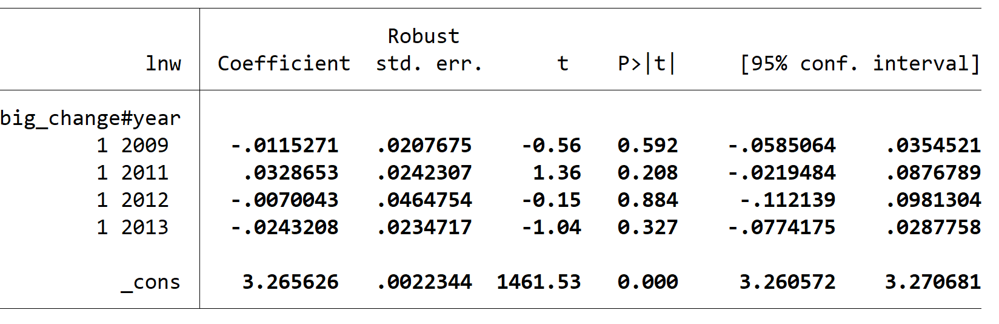 Robust
lnw Coefficient std. err. t P>|t| [95% conf. interval]
big_change#year
1 2009 -.0115271 .0207675 -0.56 0.592 -.0585064 .0354521
1 2011 .0328653 .0242307 1.36 0.208 -.0219484 .0876789
1 2012 -.0070043 .0464754 -0.15 0.884 -.112139 .0981304
1 2013 -.0243208 .0234717 -1.04 0.327 -.0774175 .0287758
_cons 3.265626 .0022344 1461.53 0.000 3.260572 3.270681